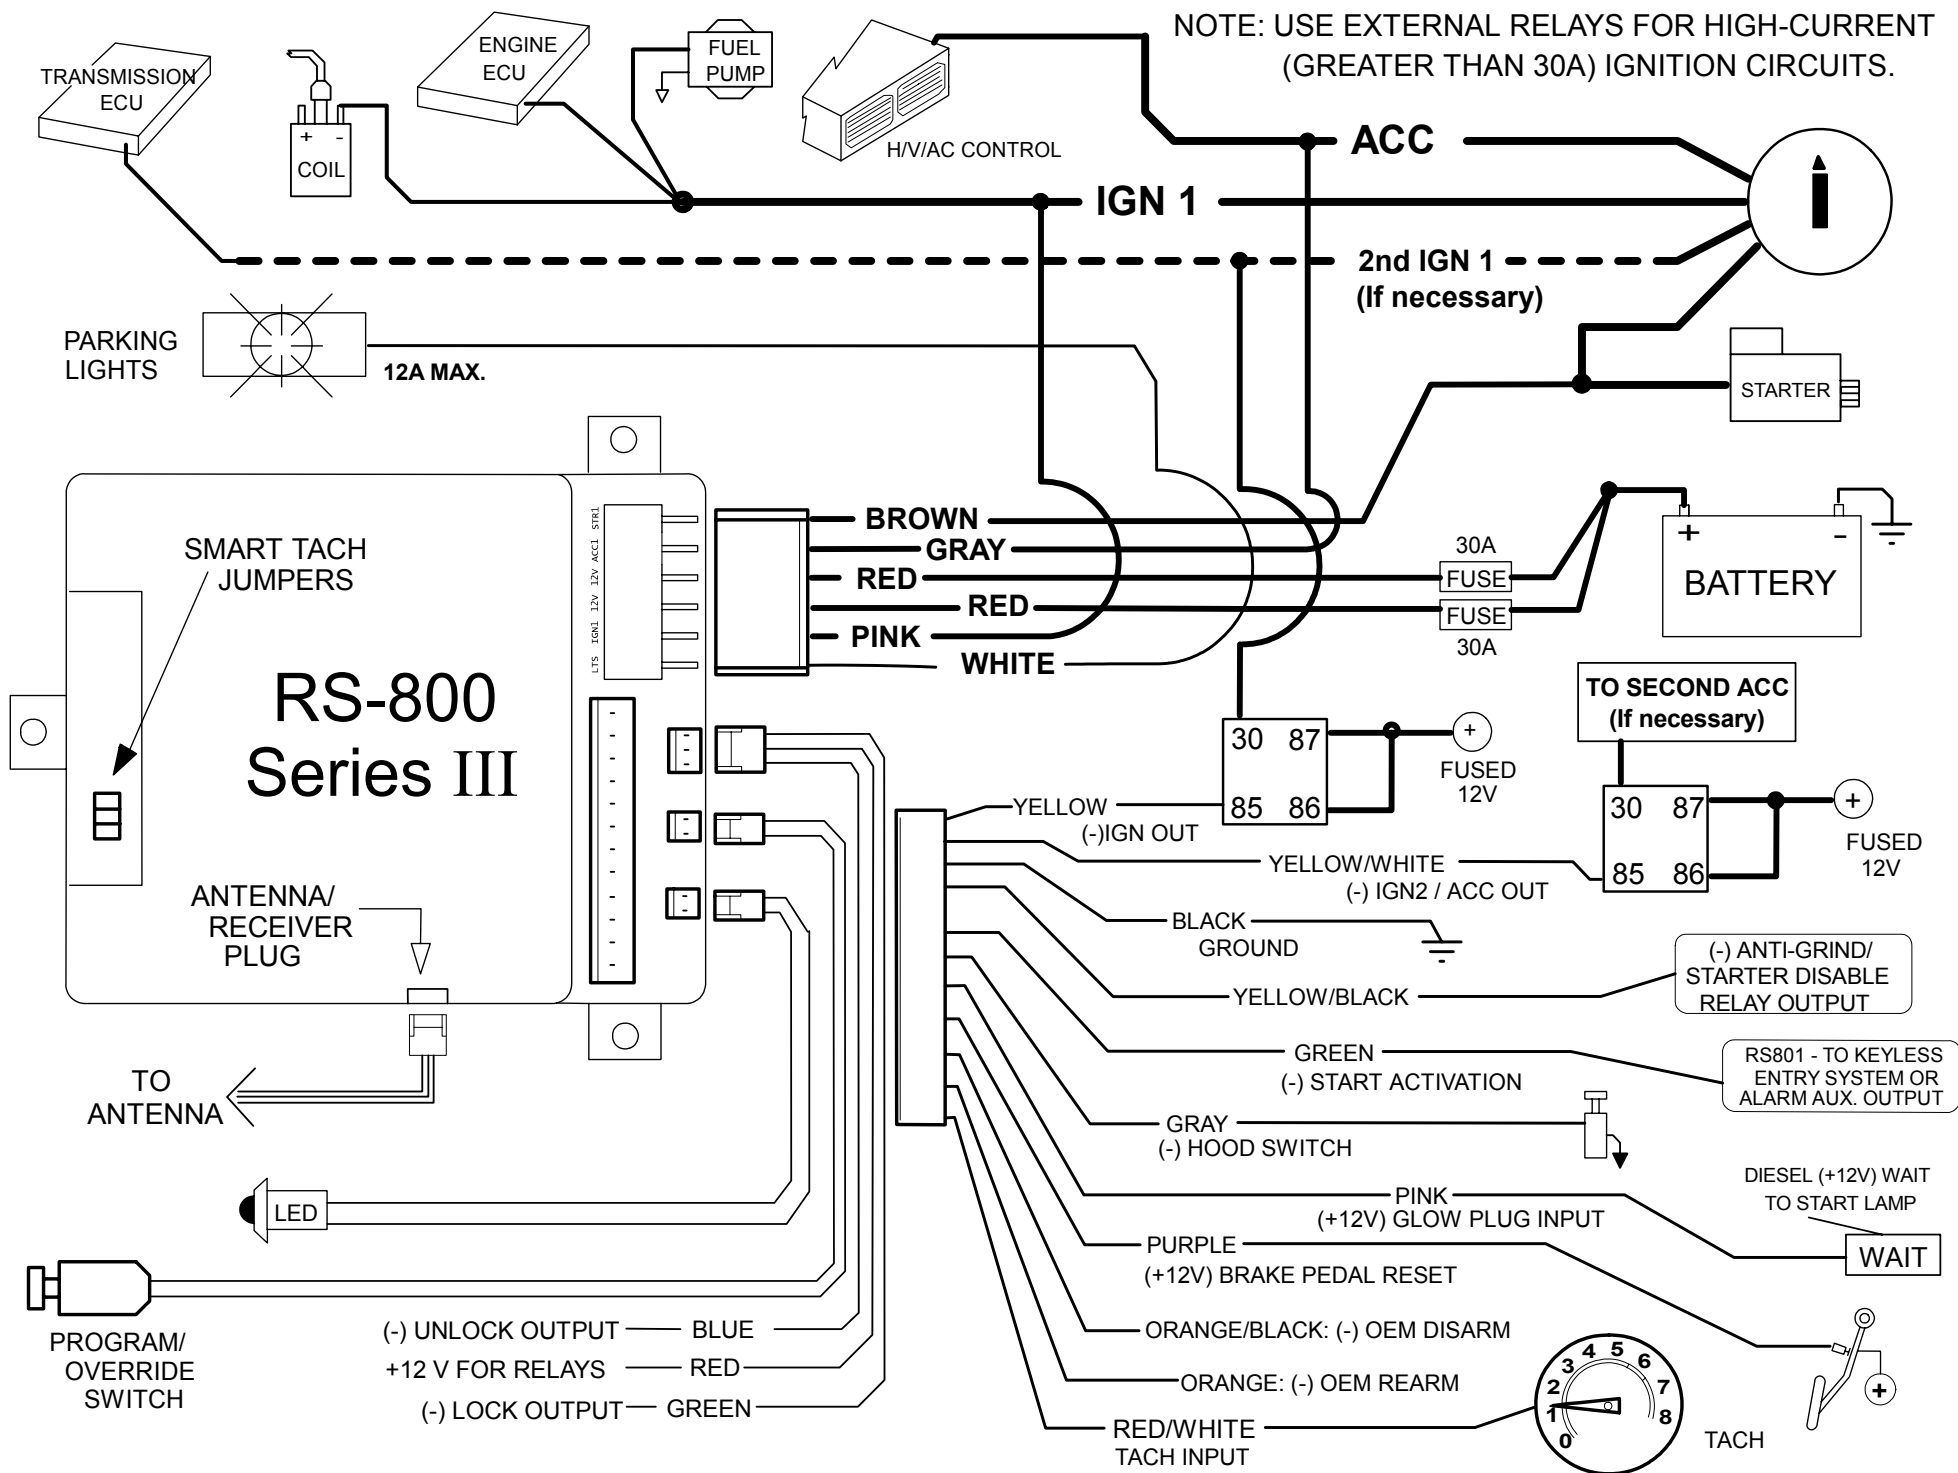 NOTE: USE EXTERNAL RELAYS FOR HIGH-CURRENT
(GREATER THAN 30A) IGNITION CIRCUITS.
TRANSMISSION
ECU
+ -
COIL
ENGINE
ECU
FUEL
PUMP
H/V/AC CONTROL
ACC
IGN 1
2nd IGN 1
(If necessary)
PARKING
LIGHTS
12A MAX.
STARTER
SMART TACH
JUMPERS
RS-800
Series III
LTS IGN1 12V 12V ACC1 STR1
BROWN
GRAY
RED
RED
PINK
WHITE
30A
FUSE
FUSE
30A
+ -
BATTERY
TO SECOND ACC
(If necessary)
30 87
85 86
+
FUSED
12V
30 87
85 86
+
FUSED
12V
ANTENNA/
RECEIVER
PLUG
TO
ANTENNA
LED
PROGRAM/
OVERRIDE
SWITCH
(-) UNLOCK OUTPUT BLUE
+12 V FOR RELAYS RED
(-) LOCK OUTPUT GREEN
YELLOW
(-)IGN OUT
YELLOW/WHITE
(-) IGN2 / ACC OUT
BLACK
GROUND
YELLOW/BLACK
(-) ANTI-GRIND/
STARTER DISABLE
RELAY OUTPUT
GREEN
(-) START ACTIVATION
RS801 - TO KEYLESS
ENTRY SYSTEM OR
ALARM AUX. OUTPUT
GRAY
(-) HOOD SWITCH
PINK
(+12V) GLOW PLUG INPUT
DIESEL (+12V) WAIT
TO START LAMP
WAIT
PURPLE
(+12V) BRAKE PEDAL RESET
+
ORANGE/BLACK: (-) OEM DISARM
ORANGE: (-) OEM REARM
RED/WHITE
TACH INPUT
0 1 2 3 4 5 6 7 8
TACH